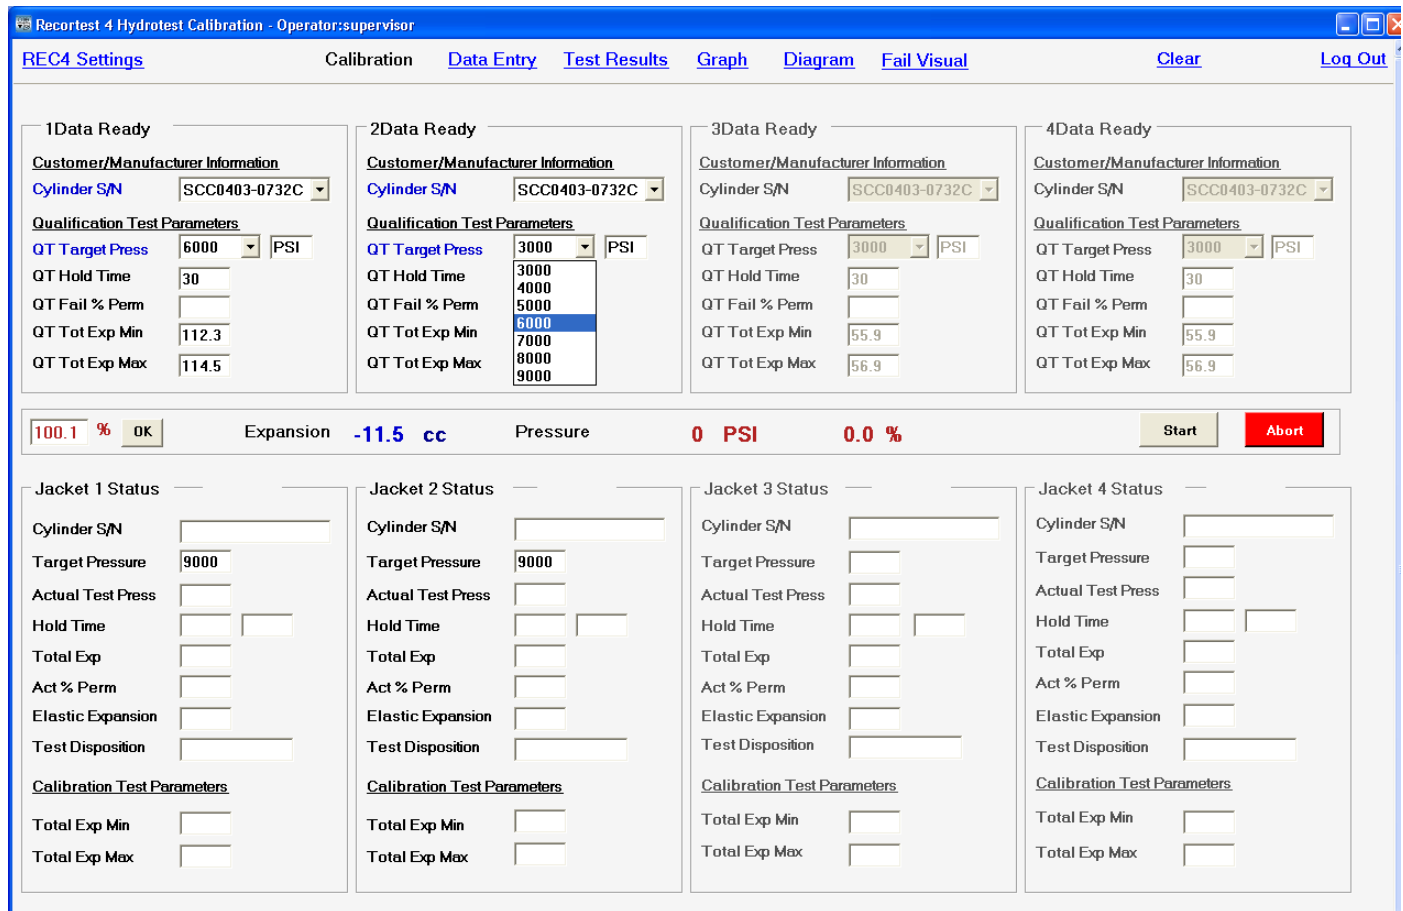 Recortest 4 Hydrotest Calibration - Operator:supervisor
REC4 Settings Calibration Data Entry Test Results Graph Diagram Fail Visual Clear Log Out
1Data Ready
Customer/Manufacturer Information
Cylinder S/N SCC0403-0732C
Qualification Test Parameters
QT Target Press 6000 PSI
QT Hold Time 30
QT Fail % Perm
QT Tot Exp Min 112.3
QT Tot Exp Max 114.5
2Data Ready
Customer/Manufacturer Information
Cylinder S/N SCC0403-0732C
Qualification Test Parameters
QT Target Press 3000 PSI
QT Hold Time
QT Fail % Perm
QT Tot Exp Min
QT Tot Exp Max
3000
4000
5000
6000
7000
8000
9000
3Data Ready
Customer/Manufacturer Information
Cylinder S/N SCC0403-0732C
Qualification Test Parameters
QT Target Press 3000 PSI
QT Hold Time 30
QT Fail % Perm
QT Tot Exp Min 55.9
QT Tot Exp Max 56.9
4Data Ready
Customer/Manufacturer Information
Cylinder S/N SCC0403-0732C
Qualification Test Parameters
QT Target Press 3000 PSI
QT Hold Time 30
QT Fail % Perm
QT Tot Exp Min 55.9
QT Tot Exp Max 56.9
100.1 % OK Expansion -11.5 cc Pressure 0 PSI 0.0 % Start Abort
Jacket 1 Status
Cylinder S/N
Target Pressure 9000
Actual Test Press
Hold Time
Total Exp
Act % Perm
Elastic Expansion
Test Disposition
Calibration Test Parameters
Total Exp Min
Total Exp Max
Jacket 2 Status
Cylinder S/N
Target Pressure 9000
Actual Test Press
Hold Time
Total Exp
Act % Perm
Elastic Expansion
Test Disposition
Calibration Test Parameters
Total Exp Min
Total Exp Max
Jacket 3 Status
Cylinder S/N
Target Pressure
Actual Test Press
Hold Time
Total Exp
Act % Perm
Elastic Expansion
Test Disposition
Calibration Test Parameters
Total Exp Min
Total Exp Max
Jacket 4 Status
Cylinder S/N
Target Pressure
Actual Test Press
Hold Time
Total Exp
Act % Perm
Elastic Expansion
Test Disposition
Calibration Test Parameters
Total Exp Min
Total Exp Max